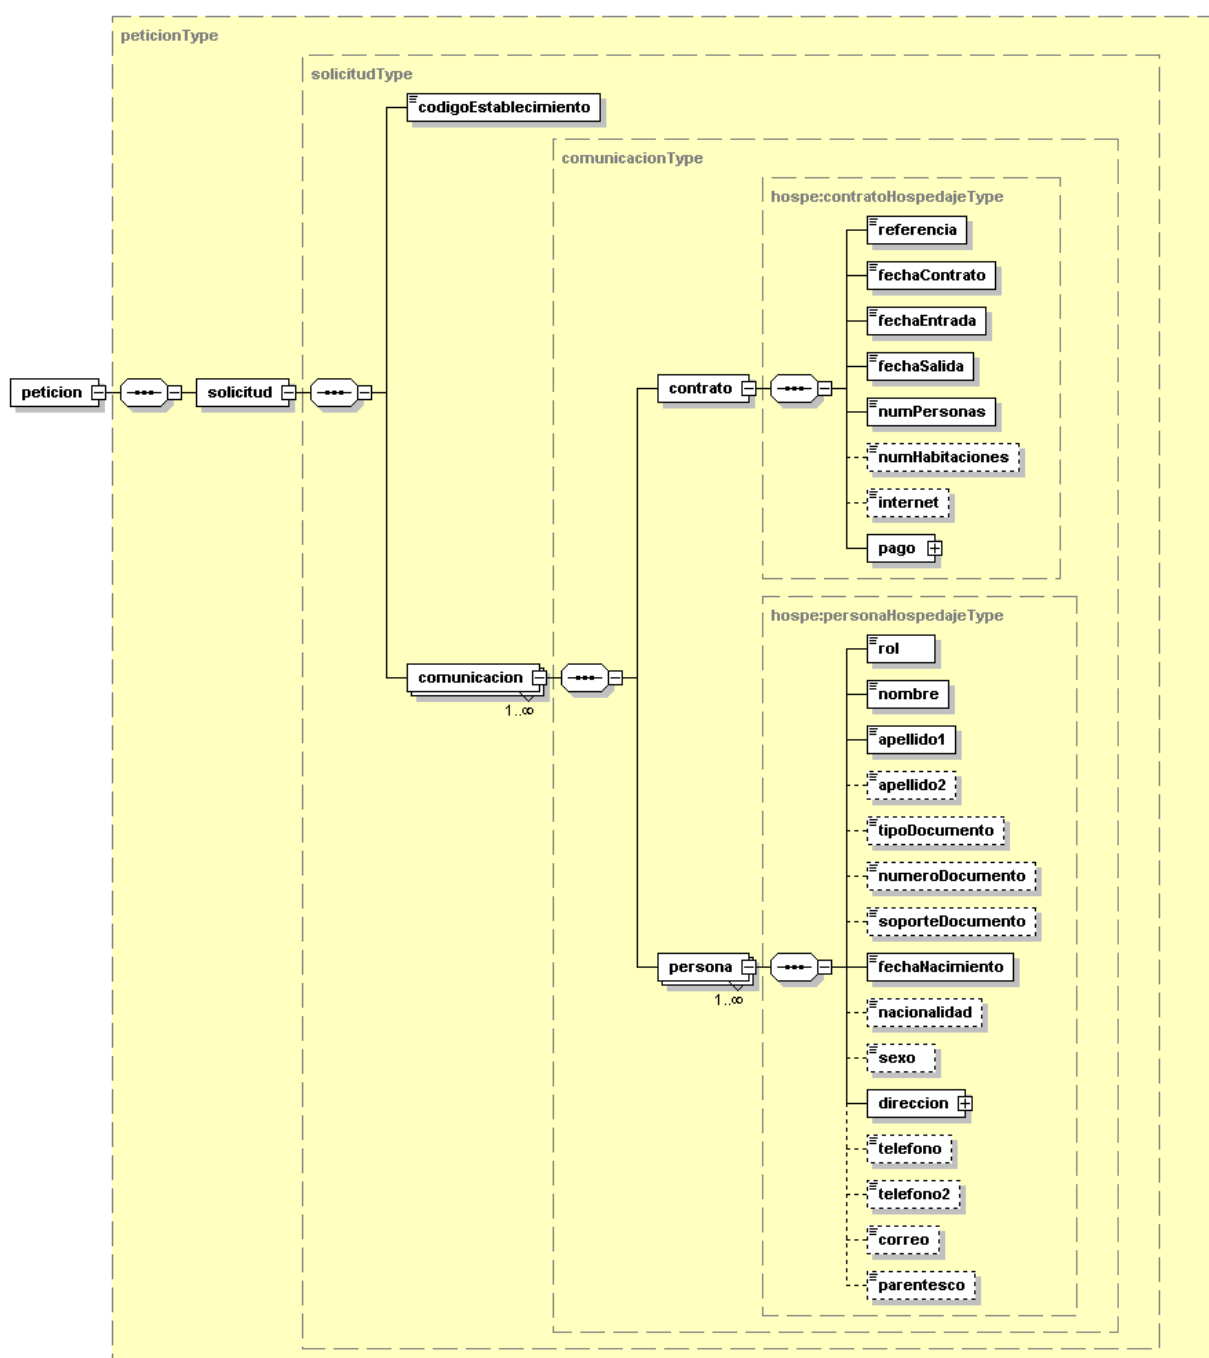 peticionType
solicitudType
codigoEstablecimiento
comunicacionType
hospe:contratoHospedajeType
referencia
fechaContrato
fechaEntrada
fechaSalida
peticion
solicitud
contrato
numPersonas
numHabitaciones
internet
pago
hospe:personaHospedajeType
rol
comunicacion
1..∞
nombre
apellido1
apellido2
tipoDocumento
numeroDocumento
soporteDocumento
persona
1..∞
fechaNacimiento
nacionalidad
sexo
direccion
telefono
telefono2
correo
parentesco